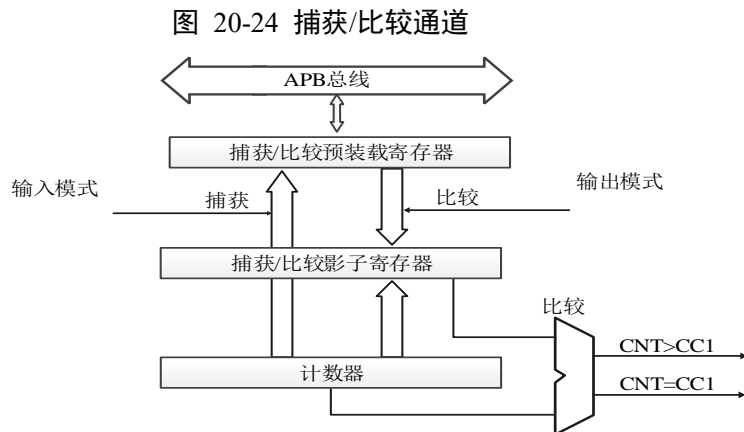 图 20-24 捕获/比较通道
APB总线
捕获/比较预装载寄存器
输入模式
捕获
比较
输出模式
捕获/比较影子寄存器
比较
CNT>CC1
计数器
CNT=CC1